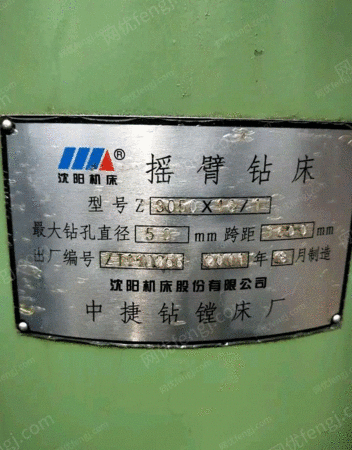 沈阳机床 ® 摇臂钻床
型号Z
最大钻孔直径 mm 跨距 mm
出厂编号 年 月制造
沈阳机床股份有限公司
中捷钻镗床厂